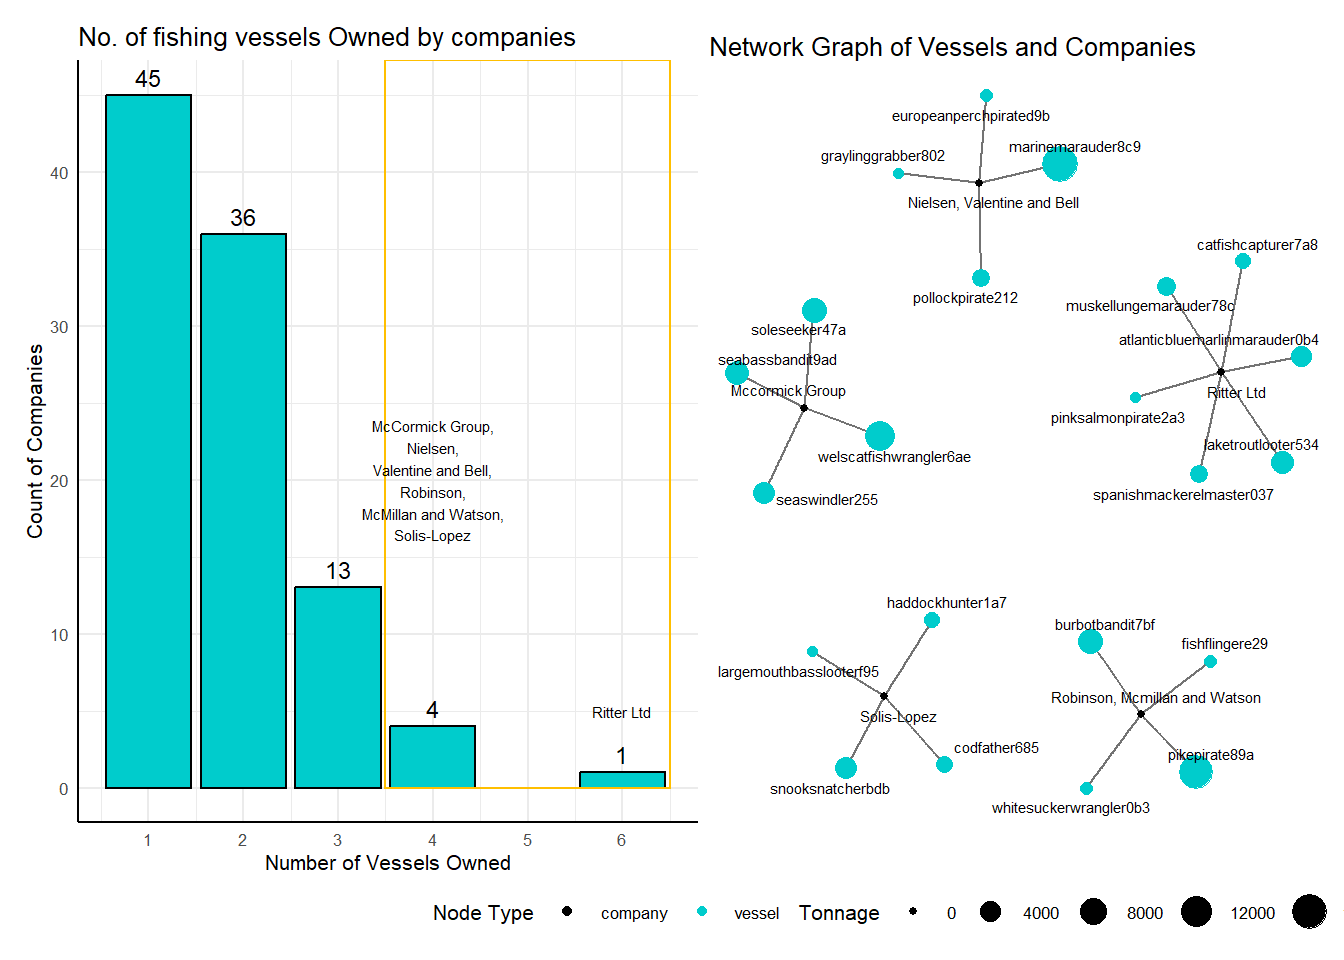 No. of fishing vessels Owned by companies
45
36
13
4
1
McCormick Group,
Nielsen,
Valentine and Bell,
Robinson,
McMillan and Watson,
Solis-Lopez
Ritter Ltd
Count of Companies
40
30
20
10
0
1 2 3 4 5 6
Number of Vessels Owned
Network Graph of Vessels and Companies
europeanperchpirated9b
marinemarauder8c9
graylinggrabber802
Nielsen, Valentine and Bell
pollockpirate212
catfishcapturer7a8
muskellungemarauder78c
atlanticbluemarlinmarauder0b4
Ritter Ltd
pinksalmonpirate2a3
laketroutlooter534
spanishmackerelmaster037
soleseeker47a
seabassbandit9ad
Mccormick Group
welscatfishwrangler6ae
seaswindler255
haddockhunter1a7
largemouthbasslooterf95
Solis-Lopez
codfather685
snooksnatcherbdb
burbotbandit7bf
fishflingere29
Robinson, Mcmillan and Watson
pikepirate89a
whitesuckerwrangler0b3
Node Type company vessel Tonnage 0 4000 8000 12000